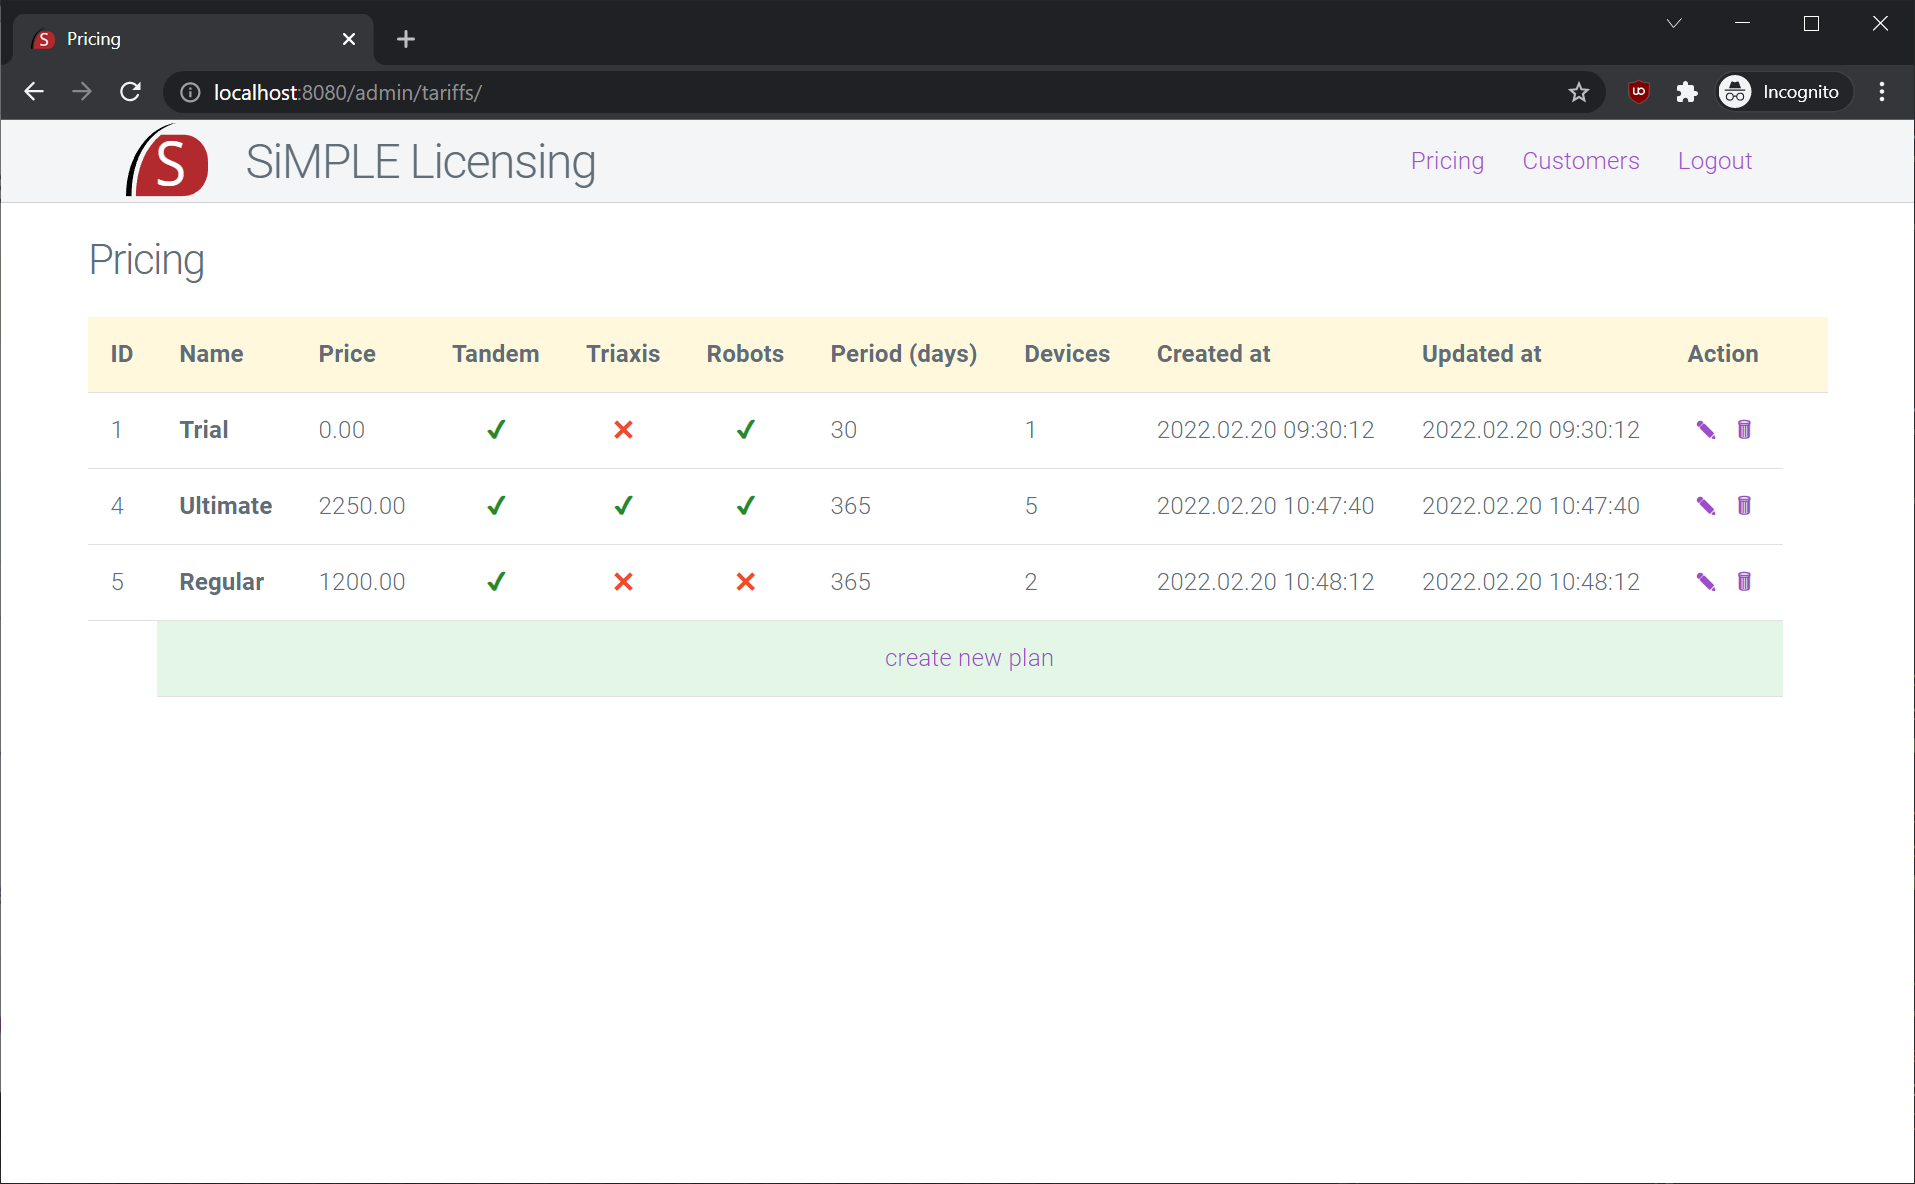 S Pricing
localhost:8080/admin/tariffs/ uo Incognito
S SiMPLE Licensing Pricing Customers Logout
Pricing
ID Name Price Tandem Triaxis Robots Period (days) Devices Created at Updated at Action
1 Trial 0.00 ✔ ✕ ✔ 30 1 2022.02.20 09:30:12 2022.02.20 09:30:12
4 Ultimate 2250.00 ✔ ✔ ✔ 365 5 2022.02.20 10:47:40 2022.02.20 10:47:40
5 Regular 1200.00 ✔ ✕ ✕ 365 2 2022.02.20 10:48:12 2022.02.20 10:48:12
create new plan